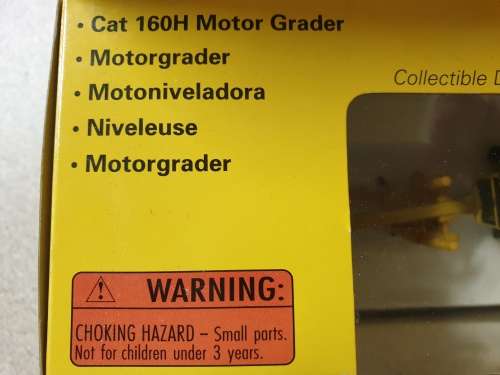 • Cat 160H Motor Grader
• Motorgrader
• Motoniveladora
• Niveleuse
• Motorgrader
Collectible
WARNING:
CHOKING HAZARD – Small parts.
Not for children under 3 years.